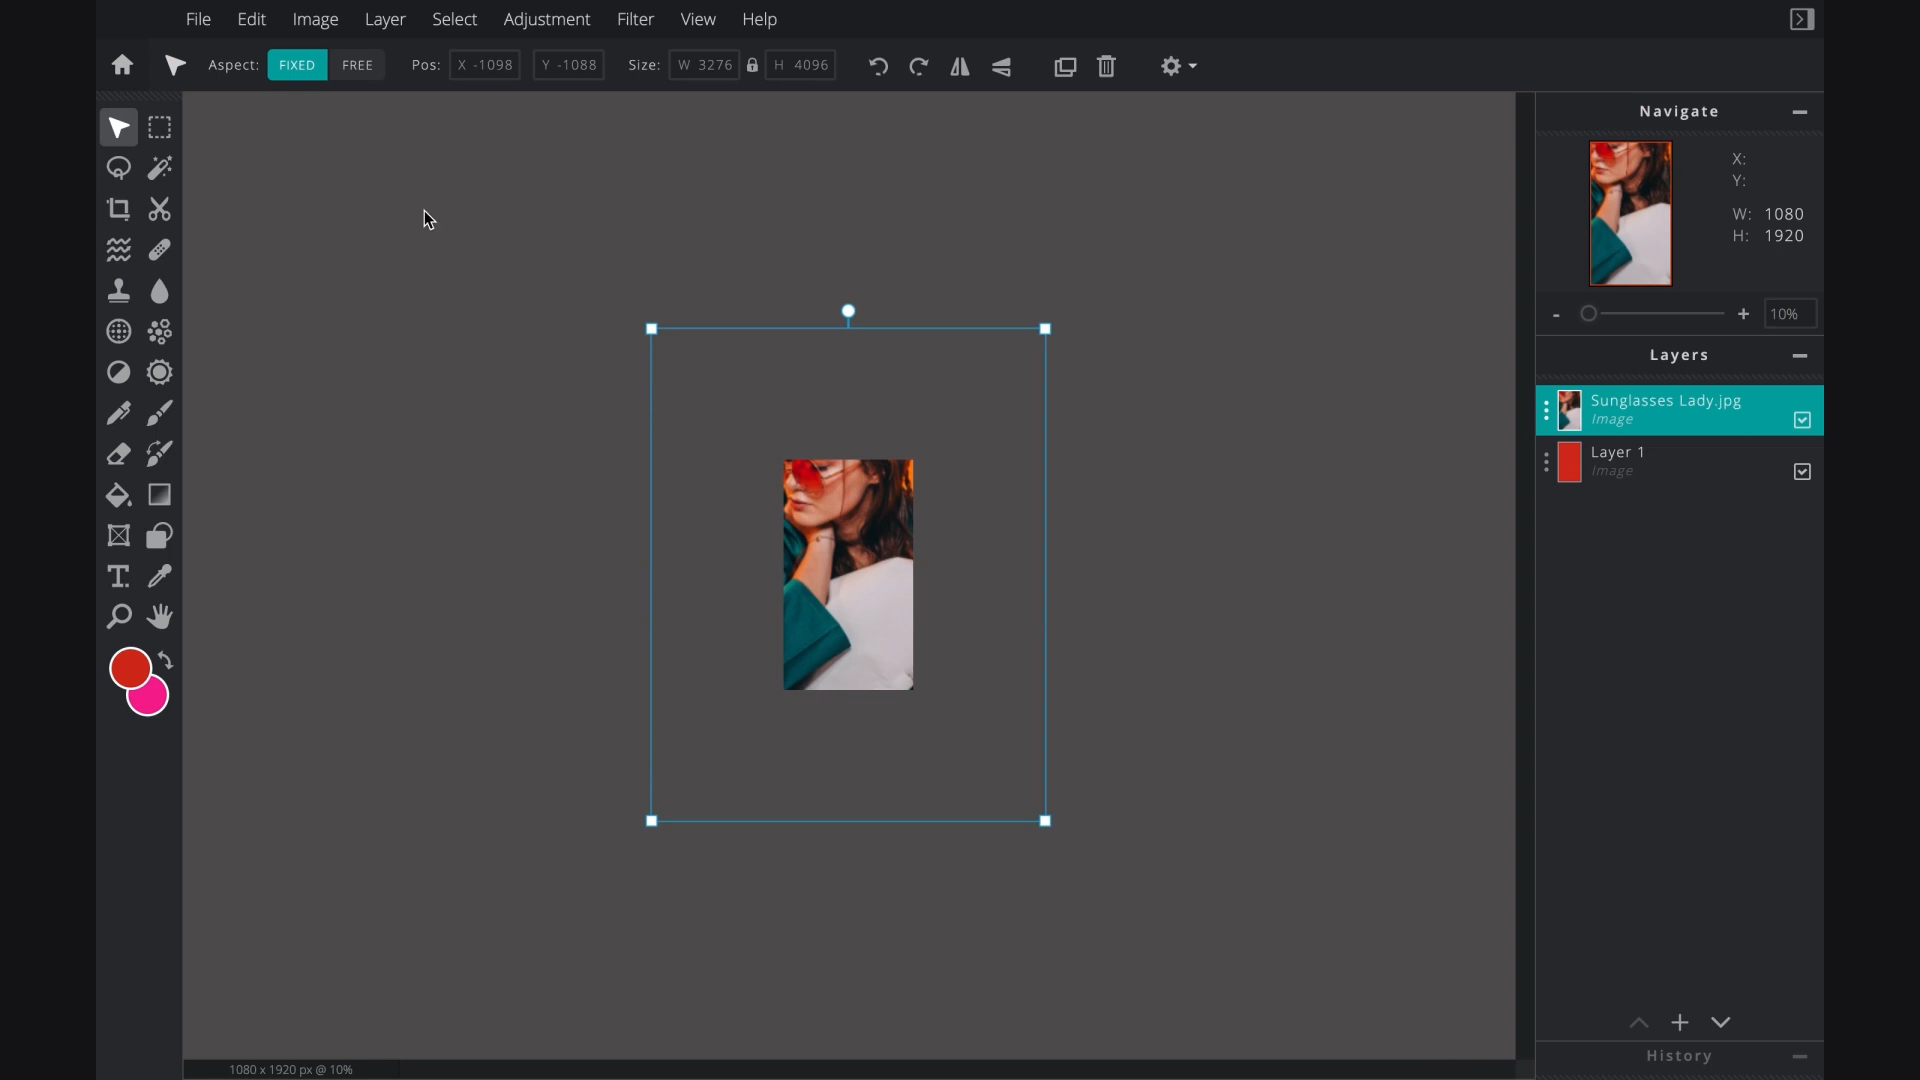 File Edit Image Layer Select Adjustment Filter View Help
Aspect: FIXED FREE Pos: X -1098 Y -1088 Size: W 3276 H 4096
Navigate
X:
Y:
W: 1080
H: 1920
- + 10%
Layers
Sunglasses Lady.jpg
Image
Layer 1
Image
T.
History
1080 x 1920 px @ 10%